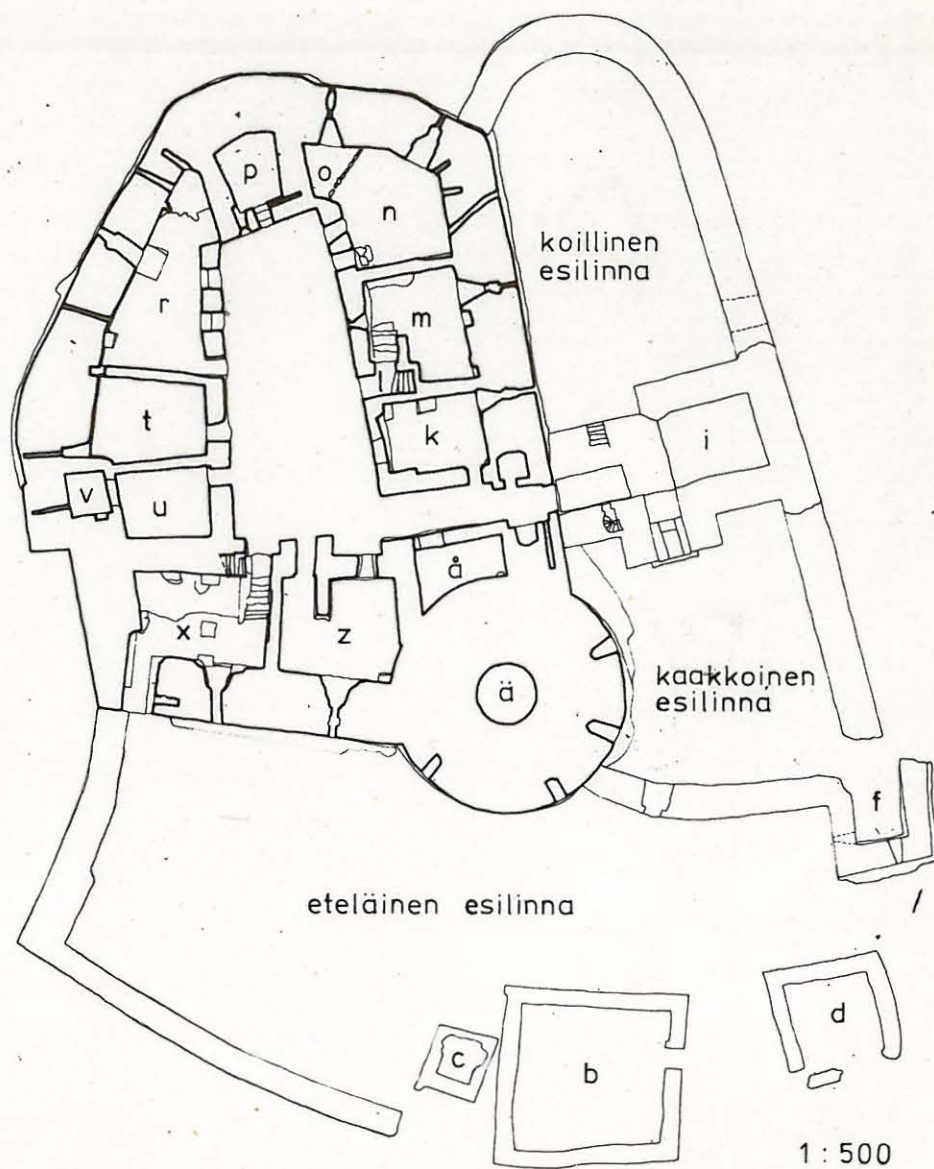 p
o
n
koillinen
esilinna
r
m
t
k
i
v
u
å
x
z
ä
kaakkoinen
esilinna
f
eteläinen esilinna
d
c
b
1 : 500